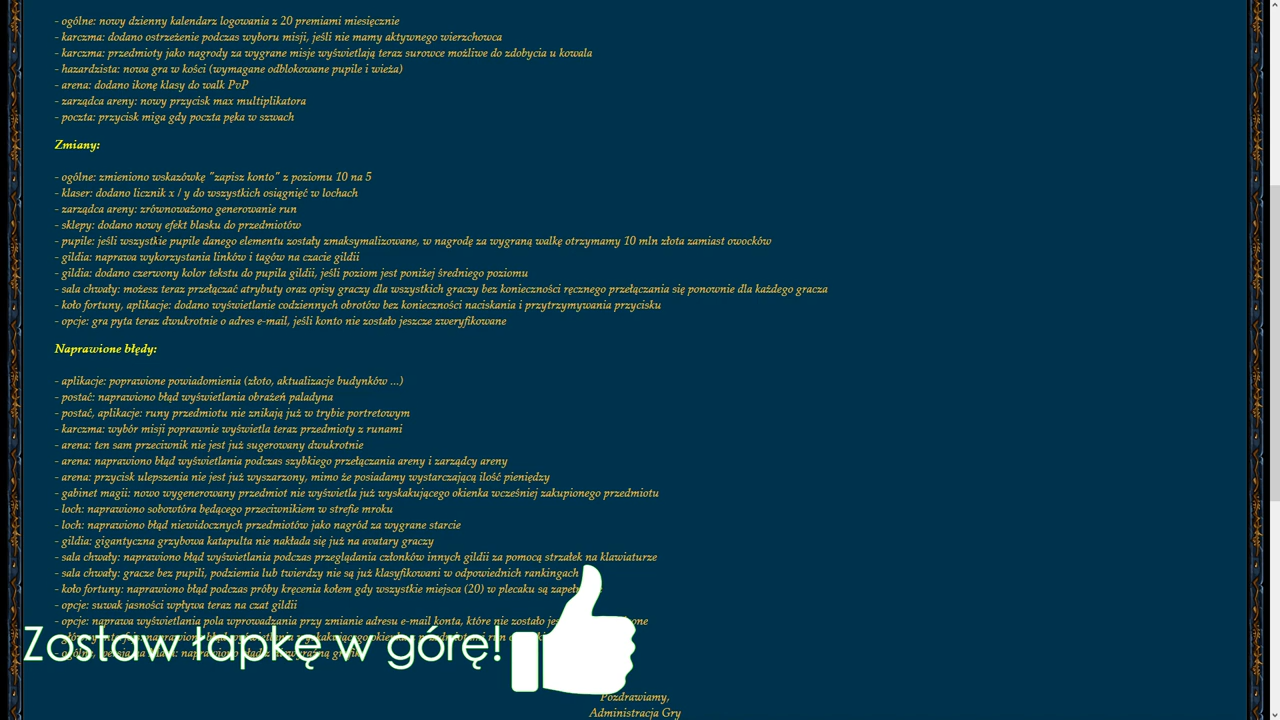 - ogólne: nowy dzienny kalendarz logowania z 20 premiami miesięcznie
- karczma: dodano ostrzeżenie podczas wyboru misji, jeśli nie mamy aktywnego wierzchowca
- karczma: przedmioty jako nagrody za wygrane misje wyświetlają teraz surowce możliwe do zdobycia u kowala
- hazardzista: nowa gra w kości (wymagane odblokowane pupile i wieża)
- arena: dodano ikonę klasy do walk PvP
- zarządca areny: nowy przycisk max multiplikatora
- poczta: przycisk miga gdy poczta pęka w szwach
Zmiany:
- ogólne: zmieniono wskazówkę "zapisz konto" z poziomu 10 na 5
- klaser: dodano licznik x / y do wszystkich osiągnięć w lochach
- zarządca areny: zrównoważono generowanie run
- sklepy: dodano nowy efekt blasku do przedmiotów
- pupile: jeśli wszystkie pupile danego elementu zostały zmaksymalizowane, w nagrodę za wygraną walkę otrzymamy 10 mln złota zamiast owocków
- gildia: naprawa wykorzystania linków i tagów na czacie gildii
- gildia: dodano czerwony kolor tekstu do pupila gildii, jeśli poziom jest poniżej średniego poziomu
- sala chwały: możesz teraz przełączać atrybuty oraz opisy graczy dla wszystkich graczy bez konieczności ręcznego przełączania się ponownie dla każdego gracza
- koło fortuny, aplikacje: dodano wyświetlanie codziennych obrotów bez konieczności naciskania i przytrzymywania przycisku
- opcje: gra pyta teraz dwukrotnie o adres e-mail, jeśli konto nie zostało jeszcze zweryfikowane
Naprawione błędy:
- aplikacje: poprawione powiadomienia (złoto, aktualizacje budynków ...)
- postać: naprawiono błąd wyświetlania obrażeń paladyna
- postać, aplikacje: runy przedmiotu nie znikają już w trybie portretowym
- karczma: wybór misji poprawnie wyświetla teraz przedmioty z runami
- arena: ten sam przeciwnik nie jest już sugerowany dwukrotnie
- arena: naprawiono błąd wyświetlania podczas szybkiego przełączania areny i zarządcy areny
- arena: przycisk ulepszenia nie jest już wyszarzony, mimo że posiadamy wystarczającą ilość pieniędzy
- gabinet magii: nowo wygenerowany przedmiot nie wyświetla już wyskakującego okienka wcześniej zakupionego przedmiotu
- loch: naprawiono sobowtóra będącego przeciwnikiem w strefie mroku
- loch: naprawiono błąd niewidocznych przedmiotów jako nagród za wygrane starcie
- gildia: gigantyczna grzybowa katapulta nie nakłada się już na avatary graczy
- sala chwały: naprawiono błąd wyświetlania podczas przeglądania członków innych gildii za pomocą strzałek na klawiaturze
- sala chwały: gracze bez pupili, podziemia lub twierdzy nie są już klasyfikowani w odpowiednich rankingach
- koło fortuny: naprawiono błąd podczas próby kręcenia kołem gdy wszystkie miejsca (20) w plecaku są
- opcje: suwak jasności wpływa teraz na czat gildii
- opcje: naprawa wyświetlania pola wprowadzania przy zmianie adresu e-mail konta, które nie zostało
Zostaw łapkę w górę!
Pozdrawiamy,
Administracja Gry